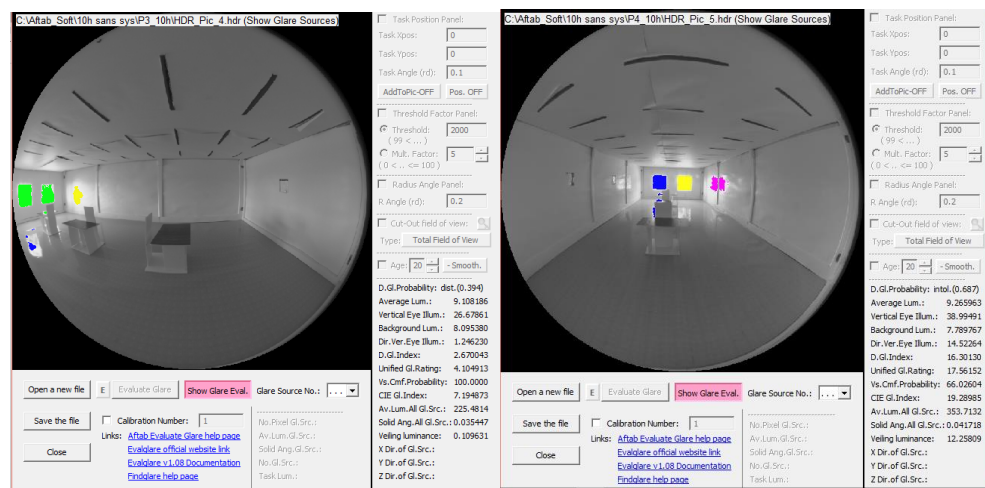 C:\Aftab_Soft\10h sans sys\P3_10h\HDR_Pic_4.hdr (Show Glare Sources)
Task Position Panel:
Task Xpos: 0
Task Ypos: 0
Task Angle (rd): 0.1
AddToPic-OFF Pos. OFF
Threshold Factor Panel:
Threshold: 2000
( 99 < ... )
Mult. Factor: 5
( 0 < .. <= 100 )
Radius Angle Panel:
R Angle (rd): 0.2
Cut-Out field of view:
Type: Total Field of View
Age: 20 - Smooth.
D.Gl.Probability: dist.(0.394)
Average Lum.: 9.108186
Vertical Eye Illum.: 26.67861
Background Lum.: 8.095380
Dir.Ver.Eye Illum.: 1.246230
D.Gl.Index: 2.670043
Unified Gl.Rating: 4.104913
Vs.Cmf.Probability: 100.0000
CIE Gl.Index: 7.194873
Av.Lum.All Gl.Src.: 225.4814
Solid Ang.All Gl.Src.: 0.035447
Veiling luminance: 0.109631
X Dir.of Gl.Src.:
Y Dir.of Gl.Src.:
Z Dir.of Gl.Src.:
Open a new file E Evaluate Glare Show Glare Eval. Glare Source No.: ...
Save the file Calibration Number: 1
Close
Links: Aftab Evaluate Glare help page
Evalglare official website link
Evalglare v1.08 Documentation
Findglare help page
No.Pixel Gl.Src.:
Av.Lum.Gl.Src.:
Solid Ang.Gl.Src.:
No.Gl.Src.:
Task Lum.:
C:\Aftab_Soft\10h sans sys\P4_10h\HDR_Pic_5.hdr (Show Glare Sources)
Task Position Panel:
Task Xpos: 0
Task Ypos: 0
Task Angle (rd): 0.1
AddToPic-OFF Pos. OFF
Threshold Factor Panel:
Threshold: 2000
( 99 < ... )
Mult. Factor: 5
( 0 < .. <= 100 )
Radius Angle Panel:
R Angle (rd): 0.2
Cut-Out field of view:
Type: Total Field of View
Age: 20 - Smooth.
D.Gl.Probability: intol.(0.687)
Average Lum.: 9.265963
Vertical Eye Illum.: 38.99491
Background Lum.: 7.789767
Dir.Ver.Eye Illum.: 14.52264
D.Gl.Index: 16.30130
Unified Gl.Rating: 17.56152
Vs.Cmf.Probability: 66.02604
CIE Gl.Index: 19.28985
Av.Lum.All Gl.Src.: 353.7132
Solid Ang.All Gl.Src.: 0.041718
Veiling luminance: 12.25809
X Dir.of Gl.Src.:
Y Dir.of Gl.Src.:
Z Dir.of Gl.Src.:
Open a new file E Evaluate Glare Show Glare Eval. Glare Source No.: ...
Save the file Calibration Number: 1
Close
Links: Aftab Evaluate Glare help page
Evalglare official website link
Evalglare v1.08 Documentation
Findglare help page
No.Pixel Gl.Src.:
Av.Lum.Gl.Src.:
Solid Ang.Gl.Src.:
No.Gl.Src.:
Task Lum.: